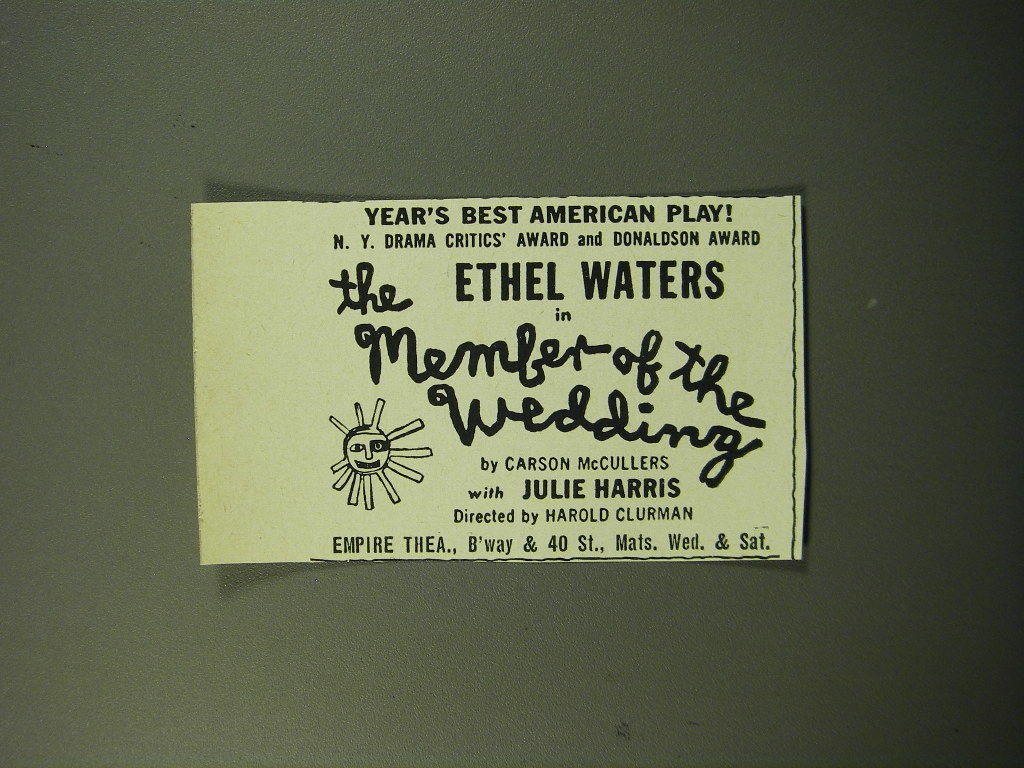 YEAR'S BEST AMERICAN PLAY!
N. Y. DRAMA CRITICS' AWARD and DONALDSON AWARD
ETHEL WATERS
in
the
Member of the
Wedding
by CARSON McCULLERS
with JULIE HARRIS
Directed by HAROLD CLURMAN
EMPIRE THEA., B'way & 40 St., Mats. Wed. & Sat.